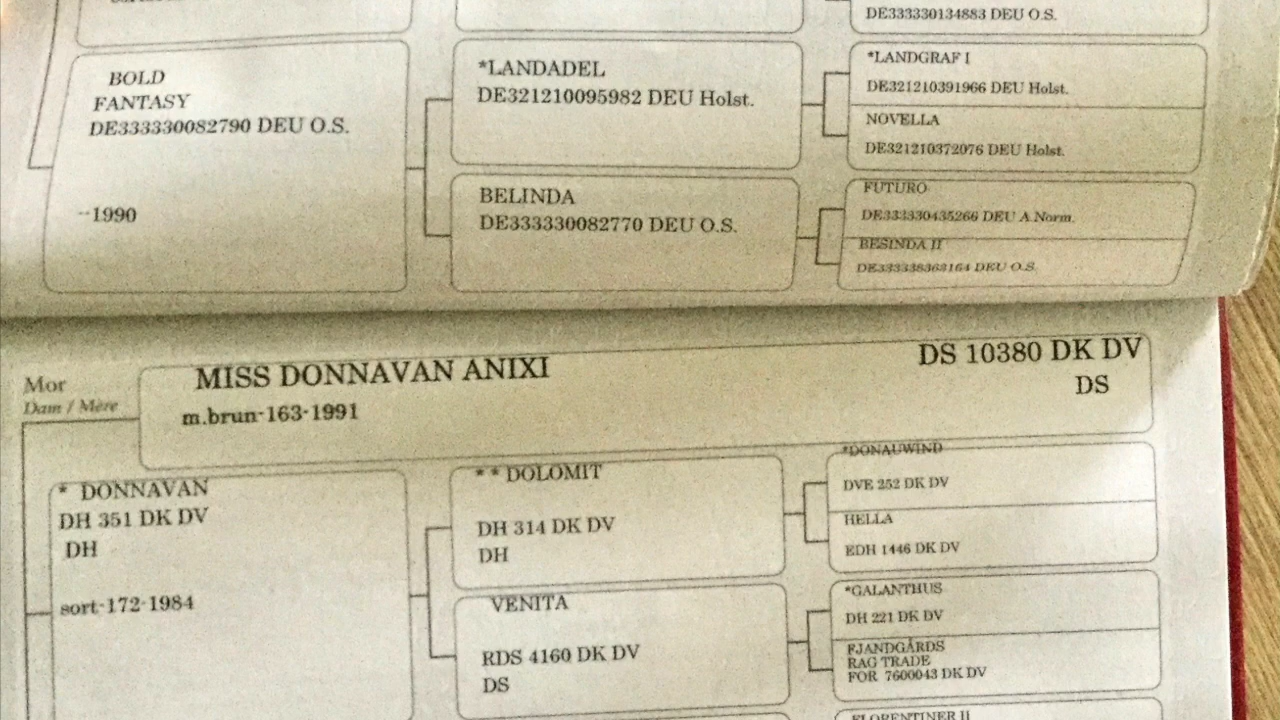 DE333330134883 DEU O.S.
BOLD
FANTASY
DE333330082790 DEU O.S.
--1990
*LANDADEL
DE321210095982 DEU Holst.
*LANDGRAF I
DE321210391966 DEU Holst.
NOVELLA
DE321210372076 DEU Holst.
BELINDA
DE333330082770 DEU O.S.
FUTURO
DE333330435266 DEU A.Norm.
BESINDA II
DE333338363164 DEU O.S.
Mor
Dam / Mère
MISS DONNAVAN ANIXI
DS 10380 DK DV
DS
m.brun-163-1991
* DONNAVAN
DH 351 DK DV
DH
sort-172-1984
* * DOLOMIT
DH 314 DK DV
DH
*DONAUWIND
DVE 252 DK DV
HELLA
EDH 1446 DK DV
VENITA
RDS 4160 DK DV
DS
*GALANTHUS
DH 221 DK DV
FJANDGÅRDS
RAG TRADE
FOR 7600043 DK DV
FLORENTINER II